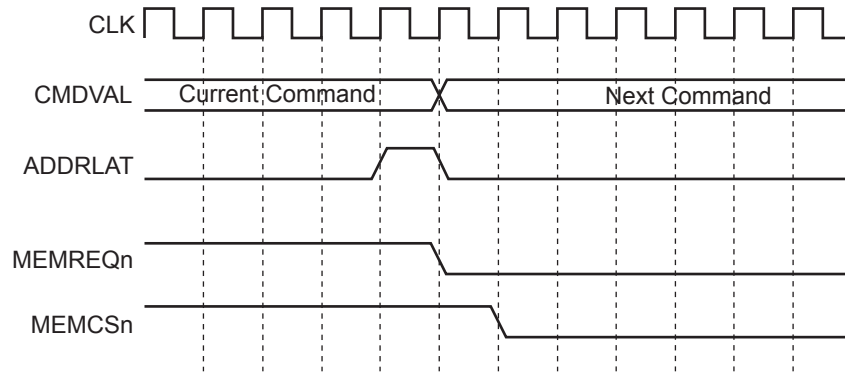 CLK
CMDVAL Current Command Next Command
ADDRLAT
MEMREQn
MEMCSn